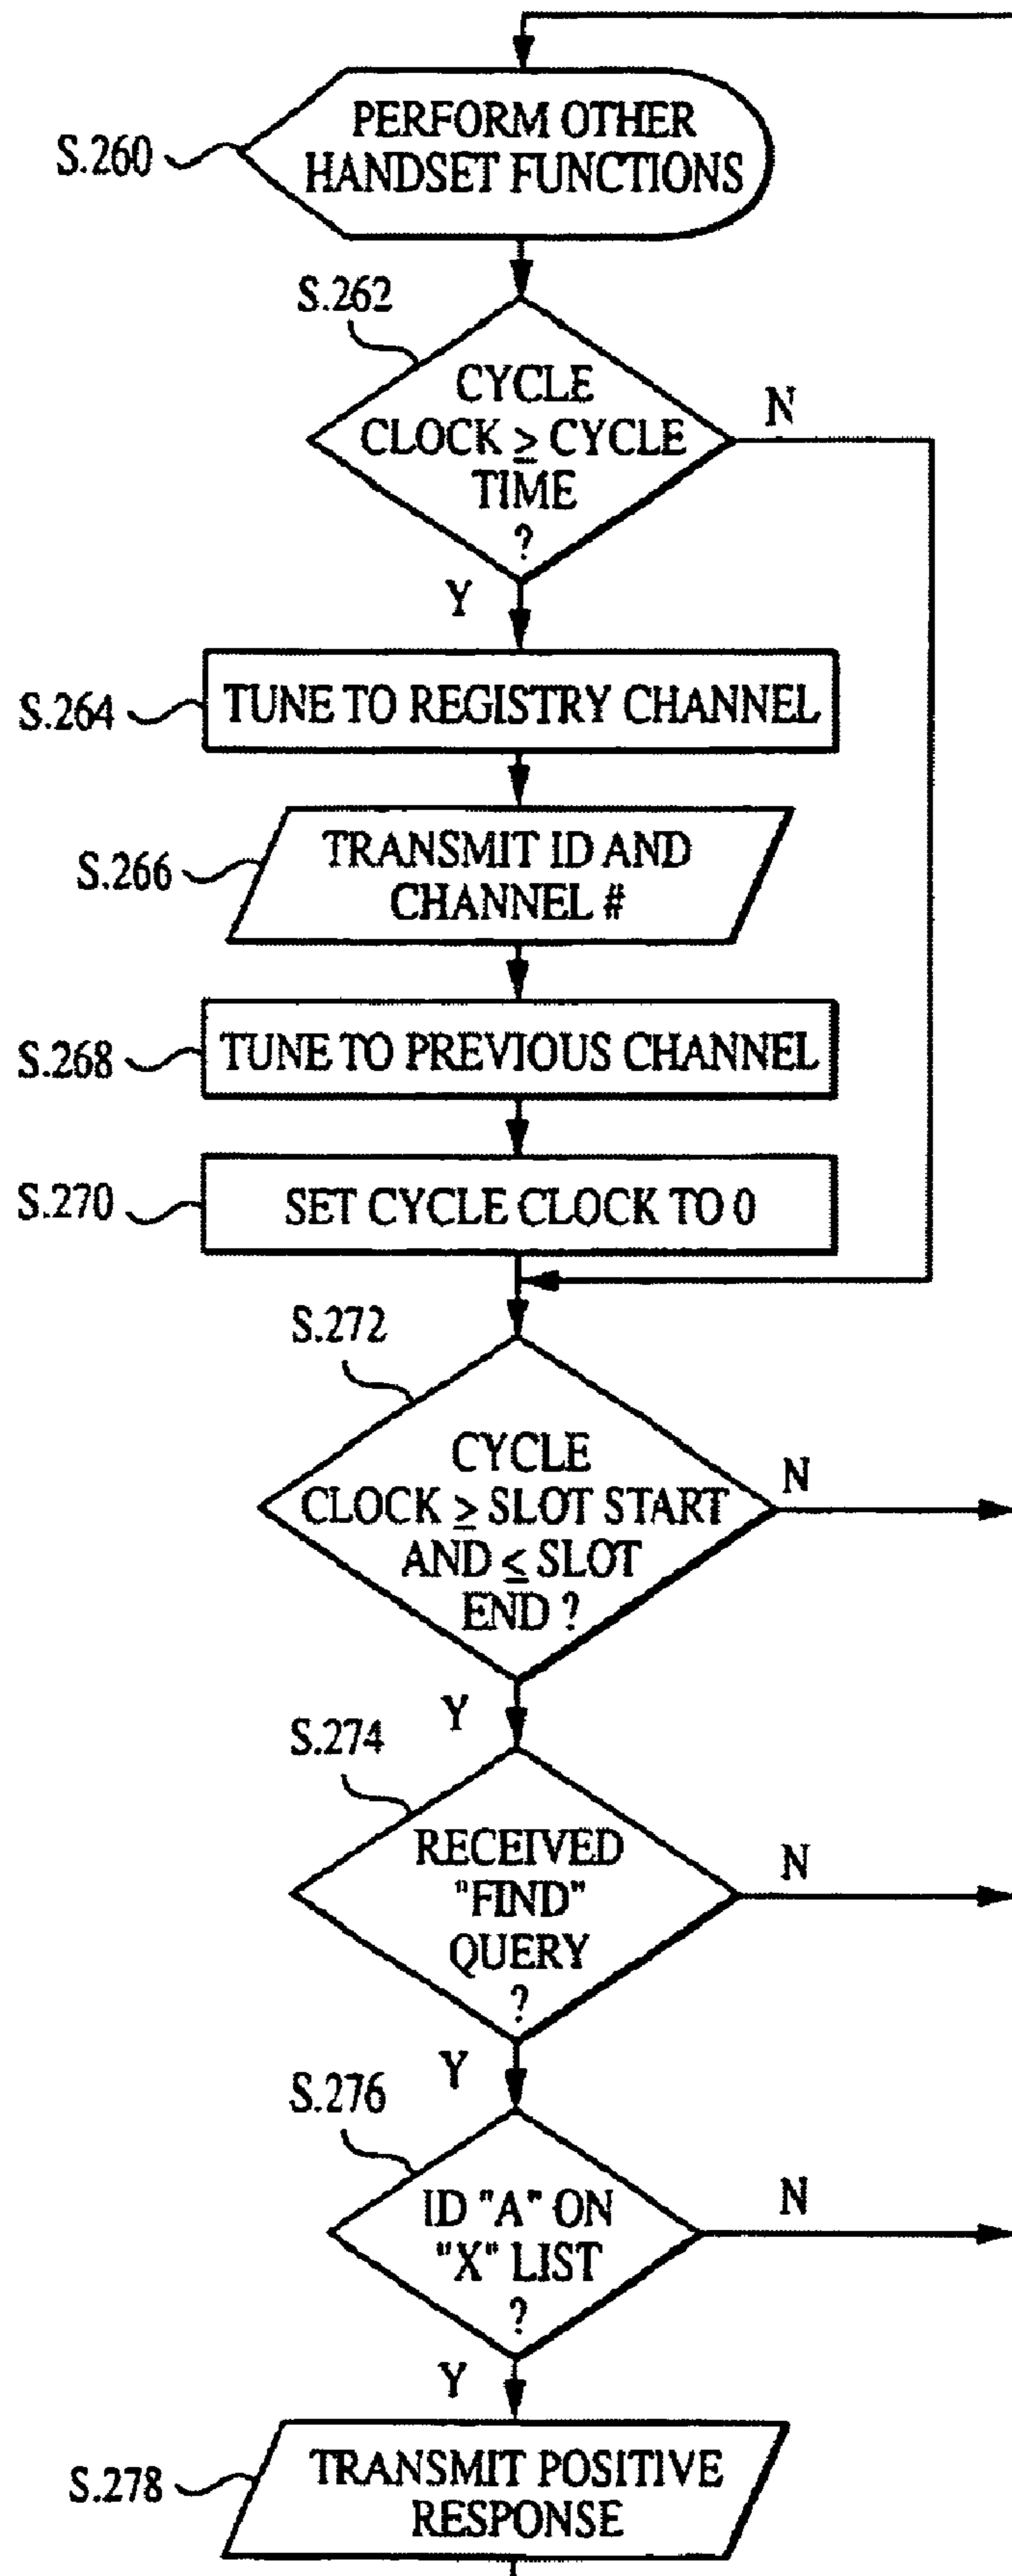 S.260
PERFORM OTHER
HANDSET FUNCTIONS
S.262
CYCLE
CLOCK ≥ CYCLE
TIME
?
N
Y
S.264
TUNE TO REGISTRY CHANNEL
S.266
TRANSMIT ID AND
CHANNEL #
S.268
TUNE TO PREVIOUS CHANNEL
S.270
SET CYCLE CLOCK TO 0
S.272
CYCLE
CLOCK ≥ SLOT START
AND ≤ SLOT
END ?
N
Y
S.274
RECEIVED
"FIND"
QUERY
?
N
Y
S.276
ID "A" ON
"X" LIST
?
N
Y
S.278
TRANSMIT POSITIVE
RESPONSE